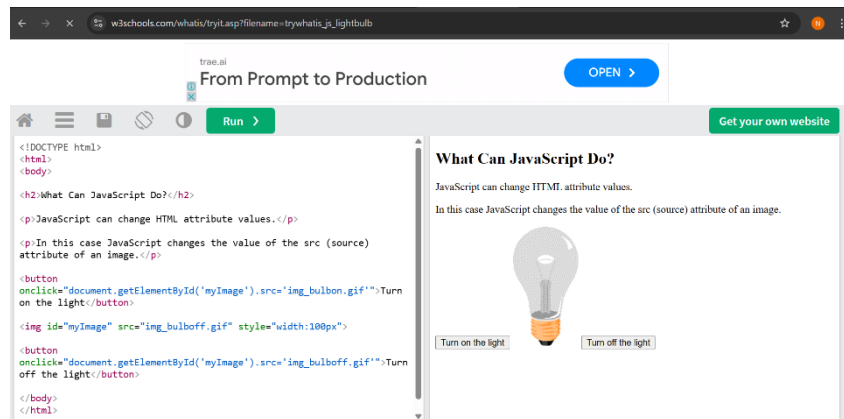 w3schools.com/whatis/tryit.asp?filename=trywhatis_js_lightbulb
N
trae.ai
From Prompt to Production
OPEN >
Run >
Get your own website
<!DOCTYPE html>
<html>
<body>
<h2>What Can JavaScript Do?</h2>
<p>JavaScript can change HTML attribute values.</p>
<p>In this case JavaScript changes the value of the src (source)
attribute of an image.</p>
<button
onclick="document.getElementById('myImage').src='img_bulbon.gif'">Turn
on the light</button>
<img id="myImage" src="img_bulboff.gif" style="width:100px">
<button
onclick="document.getElementById('myImage').src='img_bulboff.gif'">Turn
off the light</button>
</body>
</html>
What Can JavaScript Do?
JavaScript can change HTML attribute values.
In this case JavaScript changes the value of the src (source) attribute of an image.
Turn on the light
Turn off the light